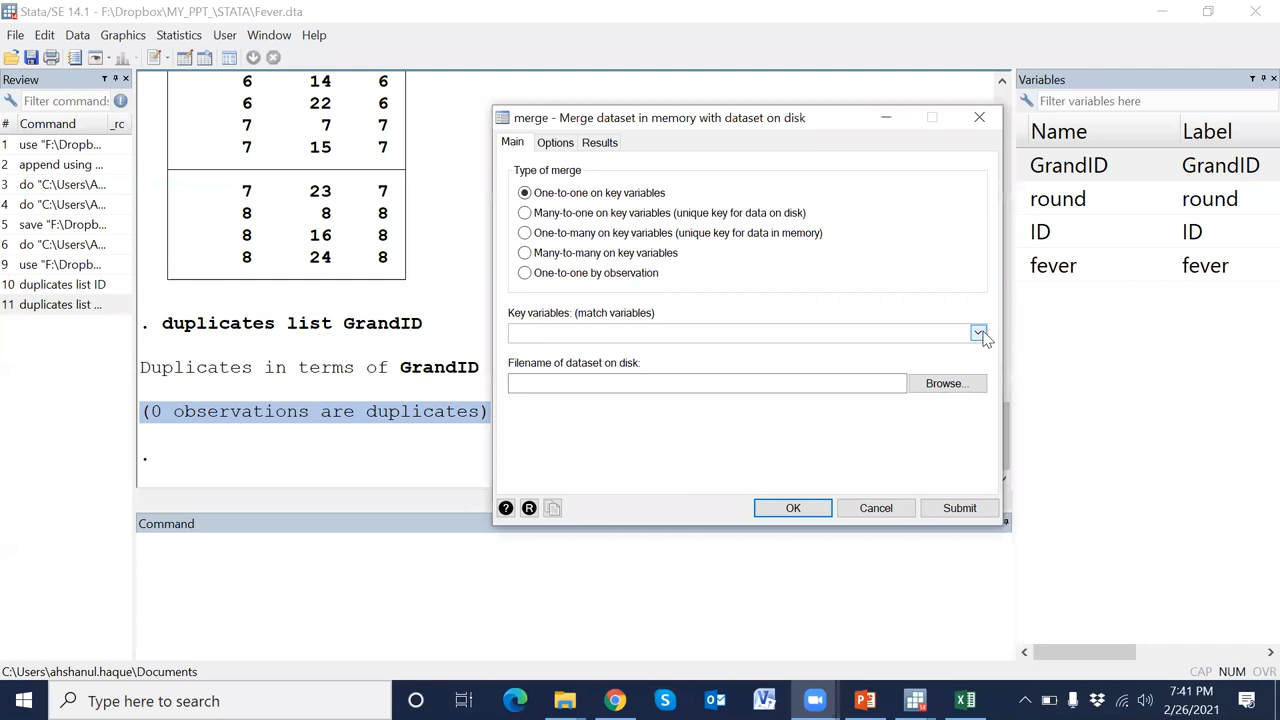 Stata/SE 14.1 - F:\Dropbox\MY_PPT_\STATA\Fever.dta
File Edit Data Graphics Statistics User Window Help
Review
Filter commands
# Command _rc
1 use "F:\Dropb...
2 append using ...
3 do "C:\Users\A...
4 do "C:\Users\A...
5 save "F:\Dropb...
6 do "C:\Users\A...
9 use "F:\Dropb...
10 duplicates list ID
11 duplicates list ...
6 14 6
6 22 6
7 7 7
7 15 7
7 23 7
8 8 8
8 16 8
8 24 8
. duplicates list GrandID
Duplicates in terms of GrandID
(0 observations are duplicates)
.
Command
merge - Merge dataset in memory with dataset on disk
Main Options Results
Type of merge
One-to-one on key variables
Many-to-one on key variables (unique key for data on disk)
One-to-many on key variables (unique key for data in memory)
Many-to-many on key variables
One-to-one by observation
Key variables: (match variables)
Filename of dataset on disk:
Browse...
? R
OK Cancel Submit
Variables
Filter variables here
Name Label
GrandID GrandID
round round
ID ID
fever fever
C:\Users\ahshanul.haque\Documents
CAP NUM OVR
Type here to search
7:41 PM
2/26/2021